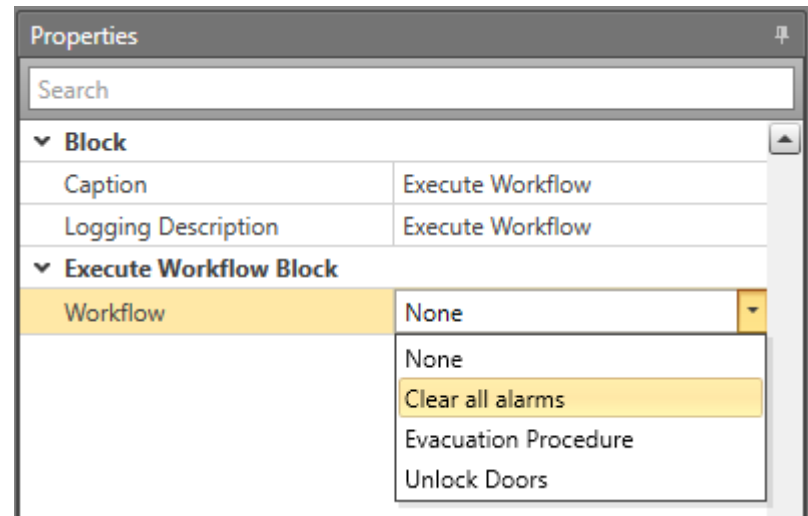 Properties
Search
Block
Caption Execute Workflow
Logging Description Execute Workflow
Execute Workflow Block
Workflow None
None
Clear all alarms
Evacuation Procedure
Unlock Doors